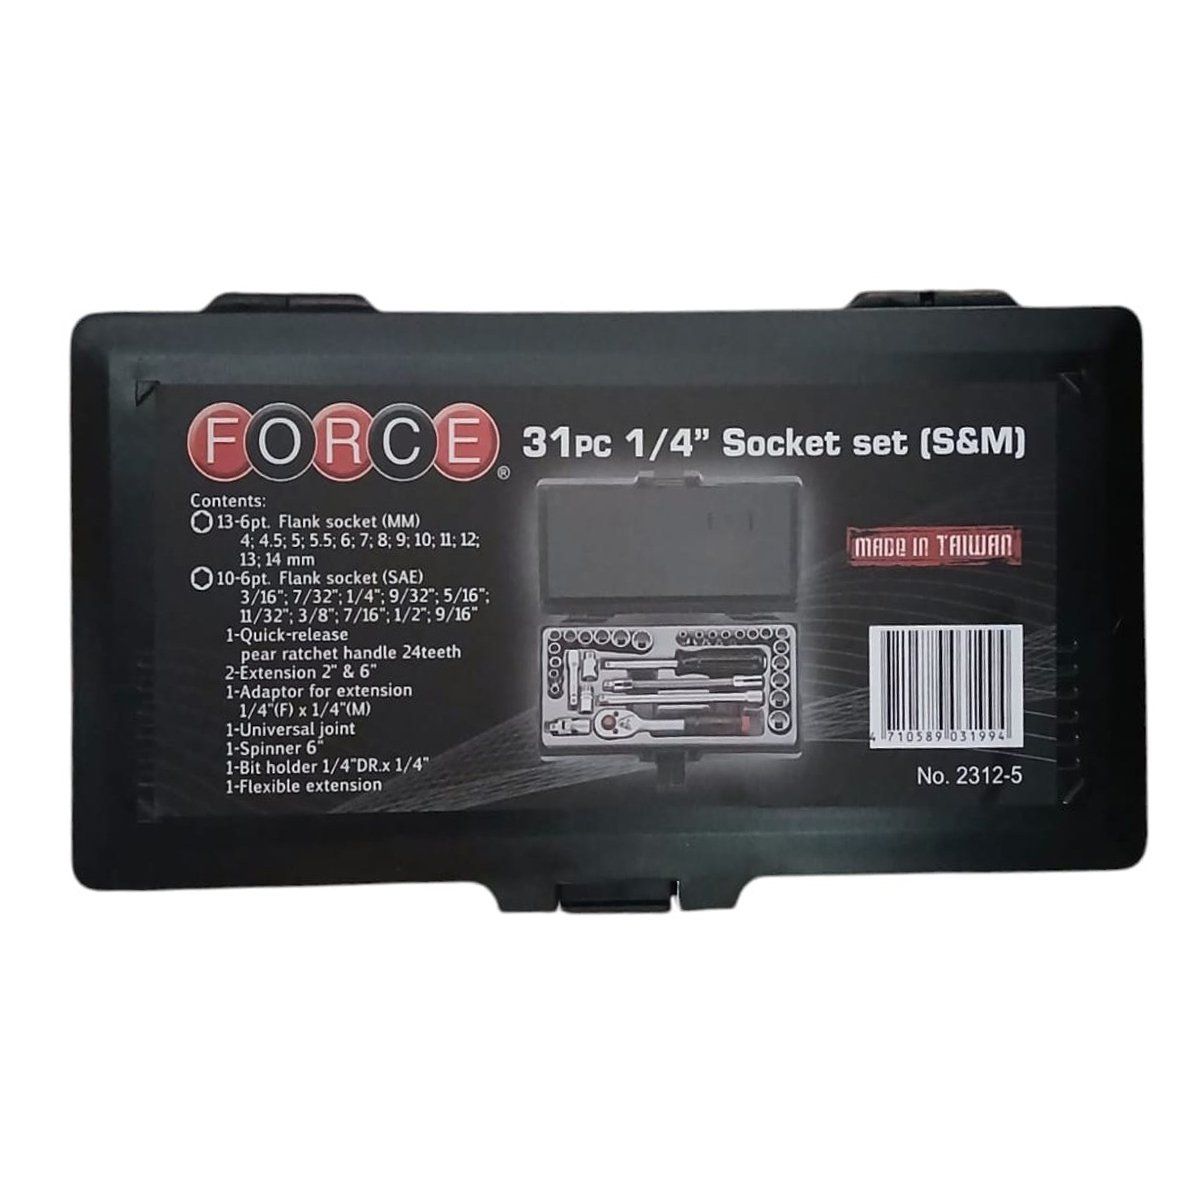 FORCE®
31PC 1/4" Socket set (S&M)
Contents:
13-6pt. Flank socket (MM)
4; 4.5; 5; 5.5; 6; 7; 8; 9; 10; 11; 12;
13; 14 mm
10-6pt. Flank socket (SAE)
3/16"; 7/32"; 1/4"; 9/32"; 5/16";
11/32"; 3/8"; 7/16"; 1/2"; 9/16"
1-Quick-release
pear ratchet handle 24teeth
2-Extension 2" & 6"
1-Adaptor for extension
1/4"(F) x 1/4"(M)
1-Universal joint
1-Spinner 6"
1-Bit holder 1/4"DR.x 1/4"
1-Flexible extension
MADE IN TAIWAN
4 710589 031994
No. 2312-5